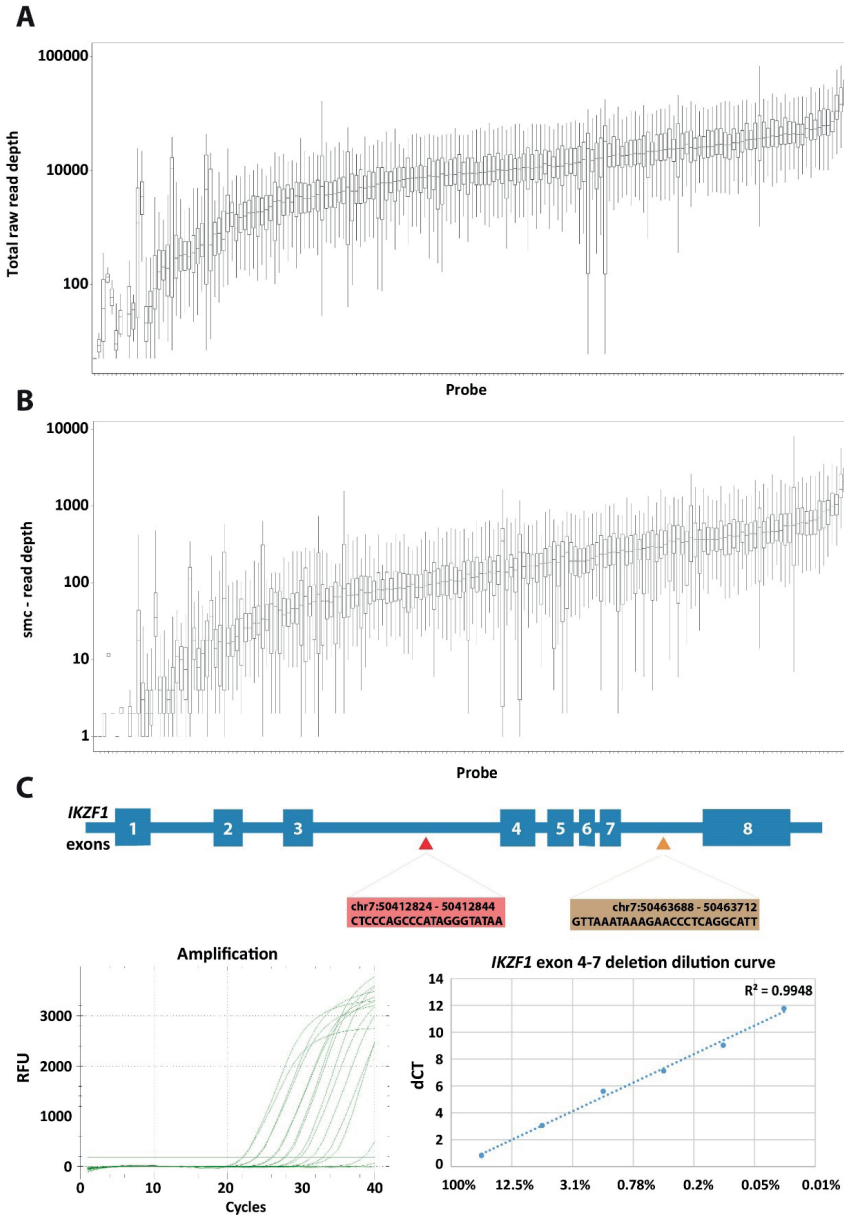 A
Total raw read depth
100000
10000
100
Probe
B
smc - read depth
10000
1000
100
10
1
Probe
C
IKZF1
exons
1 2 3 4 5 6 7 8
chr7:50412824 - 50412844
CTCCCAGCCCATAGGGTATAA
chr7:50463688 - 50463712
GTTAAATAAAGAACCCTCAGGCATT
Amplification
RFU
3000
2000
1000
0
0 10 20 30 40
Cycles
IKZF1 exon 4-7 deletion dilution curve
R² = 0.9948
dCT
14
12
10
8
6
4
2
0
100% 12.5% 3.1% 0.78% 0.2% 0.05% 0.01%